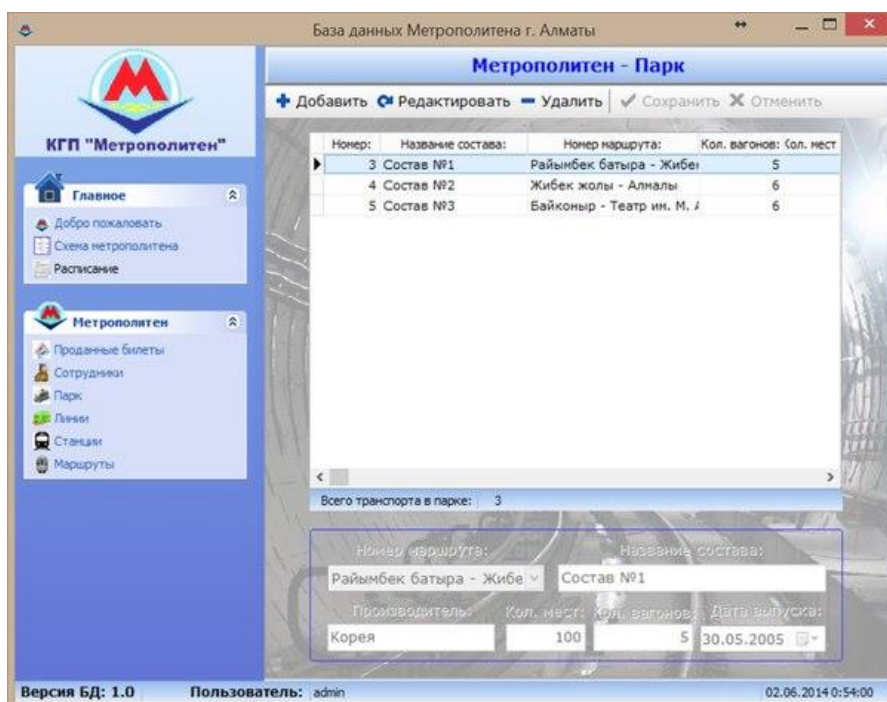 База данных Метрополитена г. Алматы
КГП "Метрополитен"
Главное
Добро пожаловать
Схема метрополитена
Расписание
Метрополитен
Проданные билеты
Сотрудники
Парк
Линии
Станции
Маршруты
Метрополитен - Парк
Добавить Редактировать Удалить Сохранить Отменить
Номер: Название состава: Номер маршрута: Кол. вагонов: Кол. мест
3 Состав №1 Райымбек батыра - Жибе 5
4 Состав №2 Жибек жолы - Алмалы 6
5 Состав №3 Байконыр - Театр им. М. 6
Всего транспорта в парке: 3
Номер маршрута: Название состава:
Райымбек батыра - Жибе Состав №1
Производитель: Кол. мест: Кол. вагонов: Дата выпуска:
Корея 100 5 30.05.2005
Версия БД: 1.0 Пользователь: admin 02.06.2014 0:54:00